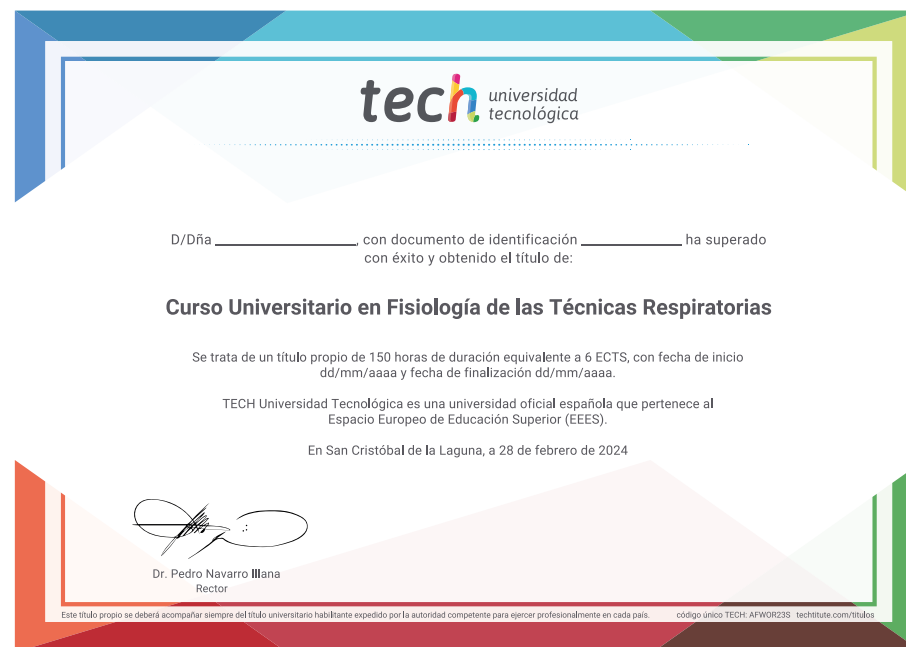 tech universidad
tecnológica
D/Dña ____________________, con documento de identificación ______________ ha superado
con éxito y obtenido el título de:
Curso Universitario en Fisiología de las Técnicas Respiratorias
Se trata de un título propio de 150 horas de duración equivalente a 6 ECTS, con fecha de inicio
dd/mm/aaaa y fecha de finalización dd/mm/aaaa.
TECH Universidad Tecnológica es una universidad oficial española que pertenece al
Espacio Europeo de Educación Superior (EEES).
En San Cristóbal de la Laguna, a 28 de febrero de 2024
Dr. Pedro Navarro Illana
Rector
Este título propio se deberá acompañar siempre del título universitario habilitante expedido por la autoridad competente para ejercer profesionalmente en cada país. código único TECH: AFWOR23S techtitute.com/titulos